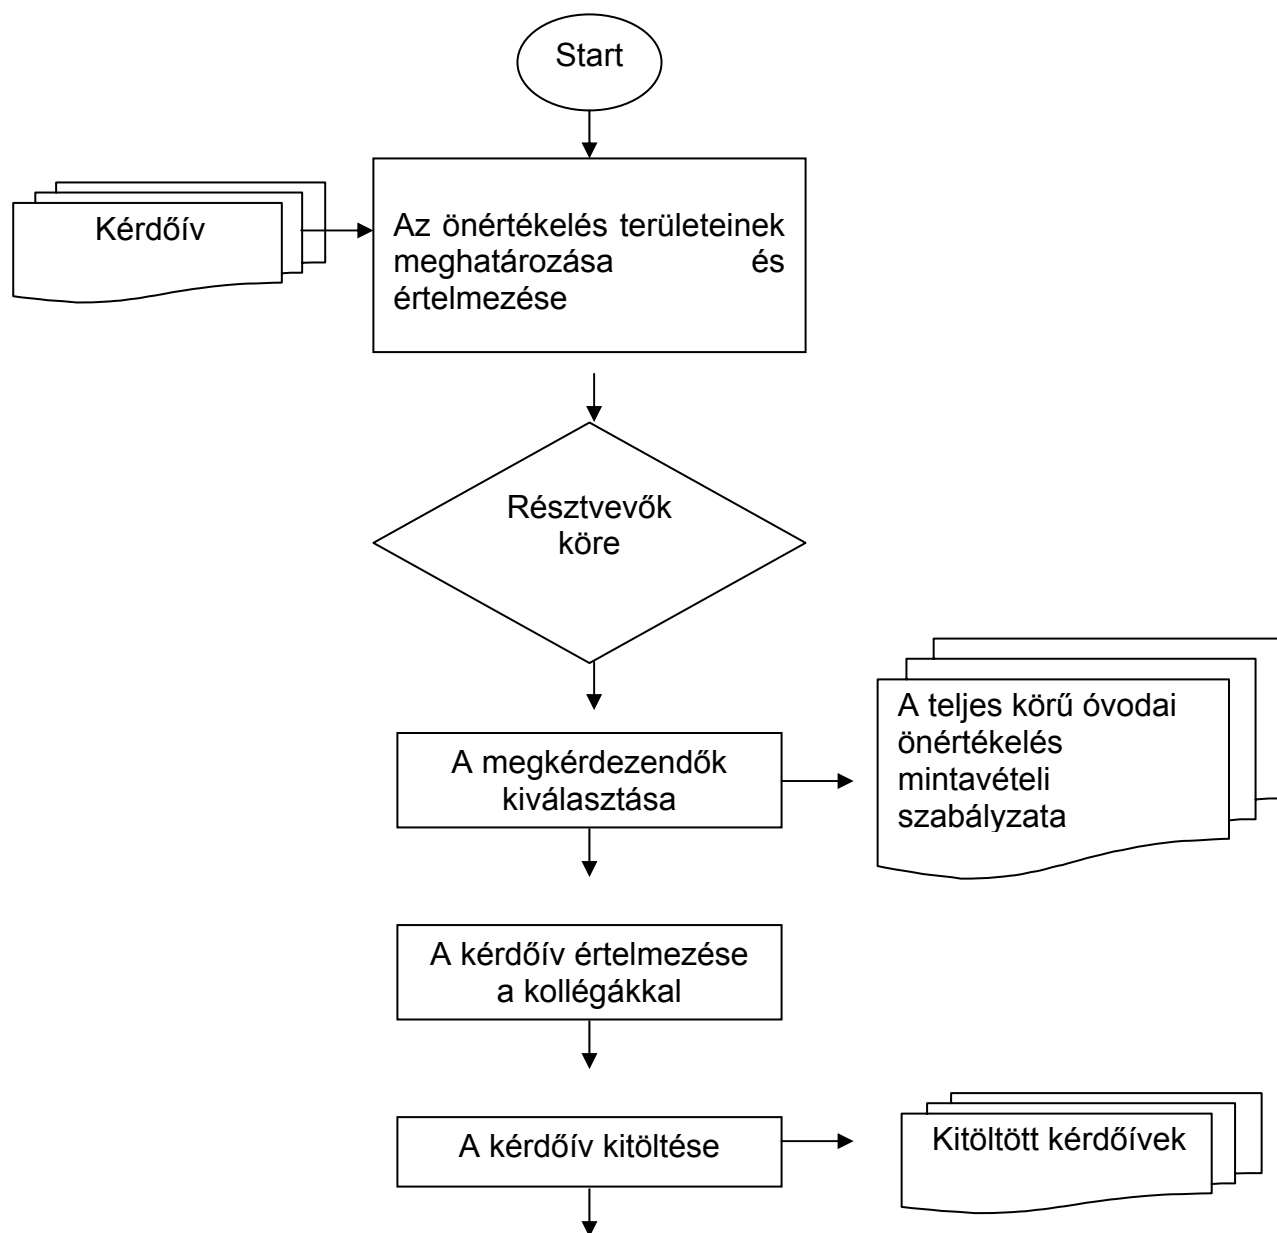 Start
Kérdőív
Az önértékelés területeinek
meghatározása és
értelmezése
Résztvevők
köre
A megkérdezendők
kiválasztása
A teljes körű óvodai
önértékelés
mintavételi
szabályzata
A kérdőív értelmezése
a kollégákkal
A kérdőív kitöltése
Kitöltött kérdőívek